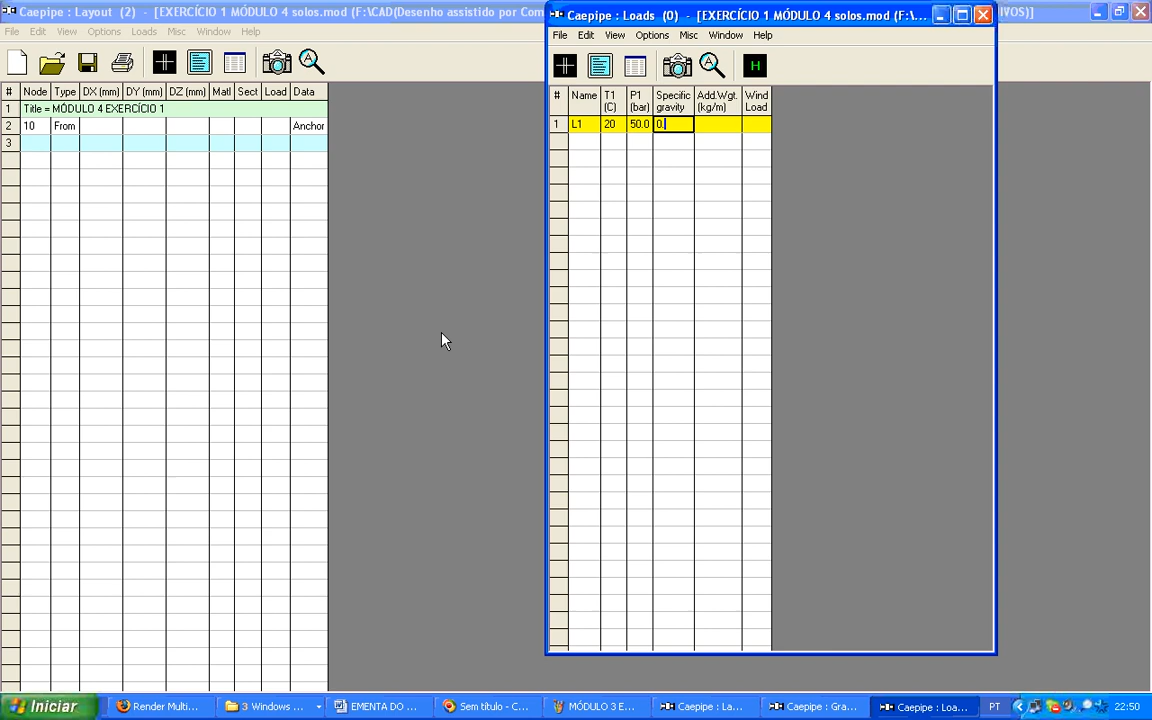 Caepipe : Layout (2) - [EXERCÍCIO 1 MÓDULO 4 solos.mod (F:\CAD(Desenho assistido por Com
IVOS)]
File Edit View Options Loads Misc Window Help
# Node Type DX (mm) DY (mm) DZ (mm) Matl Sect Load Data
1 Title = MÓDULO 4 EXERCÍCIO 1
2 10 From Anchor
3
Caepipe : Loads (0) - [EXERCÍCIO 1 MÓDULO 4 solos.mod (F:\...
File Edit View Options Misc Window Help
H
# Name T1 P1 Specific Add.Wgt. Wind
(C) (bar) gravity (kg/m) Load
1 L1 20 50.0 0.
Iniciar
Render Multi...
3 Windows ...
EMENTA DO ...
Sem título - C...
MÓDULO 3 E...
Caepipe : La...
Caepipe : Gra...
Caepipe : Loa...
PT
22:50